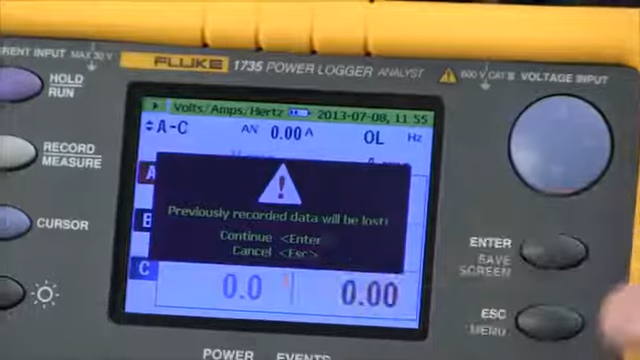 ERENT INPUT MAX 30 V
FLUKE 1735 POWER LOGGER ANALYST
600 V CAT III VOLTAGE INPUT
HOLD
RUN
RECORD
MEASURE
CURSOR
Volts/Amps/Hertz 2013-07-08, 11 55
A-C AN 0.00 A OL Hz
A
B
C
Previously recorded data will be lost!
Continue <Enter
Cancel <Esc>
0.0 0.00
ENTER
SAVE
SCREEN
ESC
MENU
POWER EVENTS